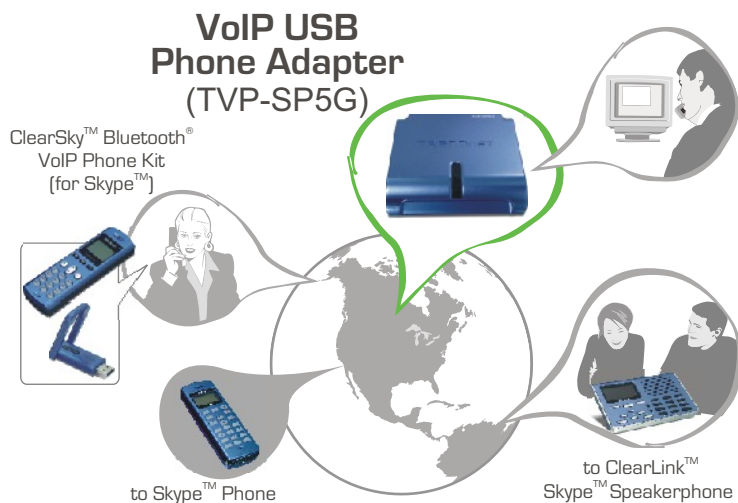 VoIP USB
Phone Adapter
(TVP-SP5G)
ClearSky™ Bluetooth®
VoIP Phone Kit
(for Skype™)
TRENDnet
to Skype™ Phone
to ClearLink™
Skype™ Speakerphone